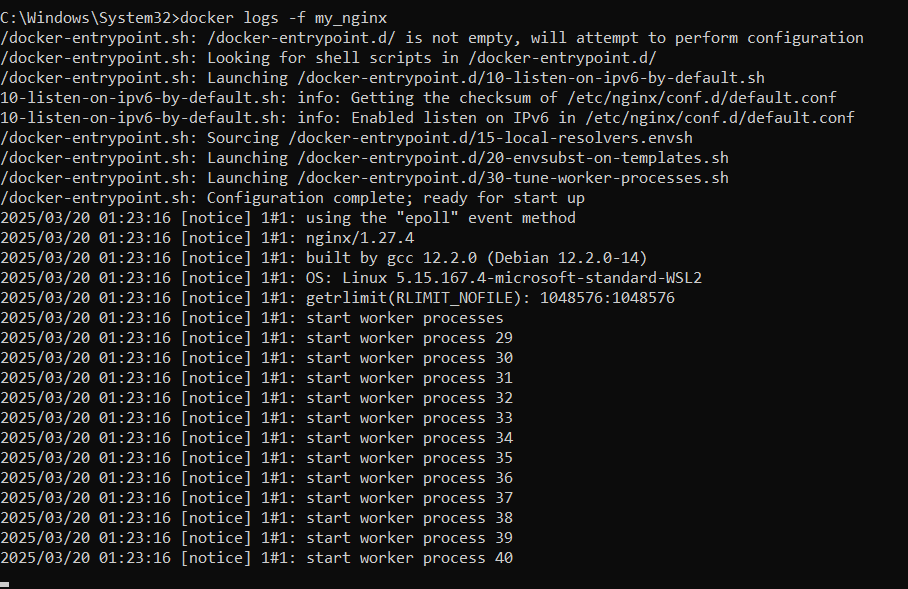 C:\Windows\System32>docker logs -f my_nginx
/docker-entrypoint.sh: /docker-entrypoint.d/ is not empty, will attempt to perform configuration
/docker-entrypoint.sh: Looking for shell scripts in /docker-entrypoint.d/
/docker-entrypoint.sh: Launching /docker-entrypoint.d/10-listen-on-ipv6-by-default.sh
10-listen-on-ipv6-by-default.sh: info: Getting the checksum of /etc/nginx/conf.d/default.conf
10-listen-on-ipv6-by-default.sh: info: Enabled listen on IPv6 in /etc/nginx/conf.d/default.conf
/docker-entrypoint.sh: Sourcing /docker-entrypoint.d/15-local-resolvers.envsh
/docker-entrypoint.sh: Launching /docker-entrypoint.d/20-envsubst-on-templates.sh
/docker-entrypoint.sh: Launching /docker-entrypoint.d/30-tune-worker-processes.sh
/docker-entrypoint.sh: Configuration complete; ready for start up
2025/03/20 01:23:16 [notice] 1#1: using the "epoll" event method
2025/03/20 01:23:16 [notice] 1#1: nginx/1.27.4
2025/03/20 01:23:16 [notice] 1#1: built by gcc 12.2.0 (Debian 12.2.0-14)
2025/03/20 01:23:16 [notice] 1#1: OS: Linux 5.15.167.4-microsoft-standard-WSL2
2025/03/20 01:23:16 [notice] 1#1: getrlimit(RLIMIT_NOFILE): 1048576:1048576
2025/03/20 01:23:16 [notice] 1#1: start worker processes
2025/03/20 01:23:16 [notice] 1#1: start worker process 29
2025/03/20 01:23:16 [notice] 1#1: start worker process 30
2025/03/20 01:23:16 [notice] 1#1: start worker process 31
2025/03/20 01:23:16 [notice] 1#1: start worker process 32
2025/03/20 01:23:16 [notice] 1#1: start worker process 33
2025/03/20 01:23:16 [notice] 1#1: start worker process 34
2025/03/20 01:23:16 [notice] 1#1: start worker process 35
2025/03/20 01:23:16 [notice] 1#1: start worker process 36
2025/03/20 01:23:16 [notice] 1#1: start worker process 37
2025/03/20 01:23:16 [notice] 1#1: start worker process 38
2025/03/20 01:23:16 [notice] 1#1: start worker process 39
2025/03/20 01:23:16 [notice] 1#1: start worker process 40